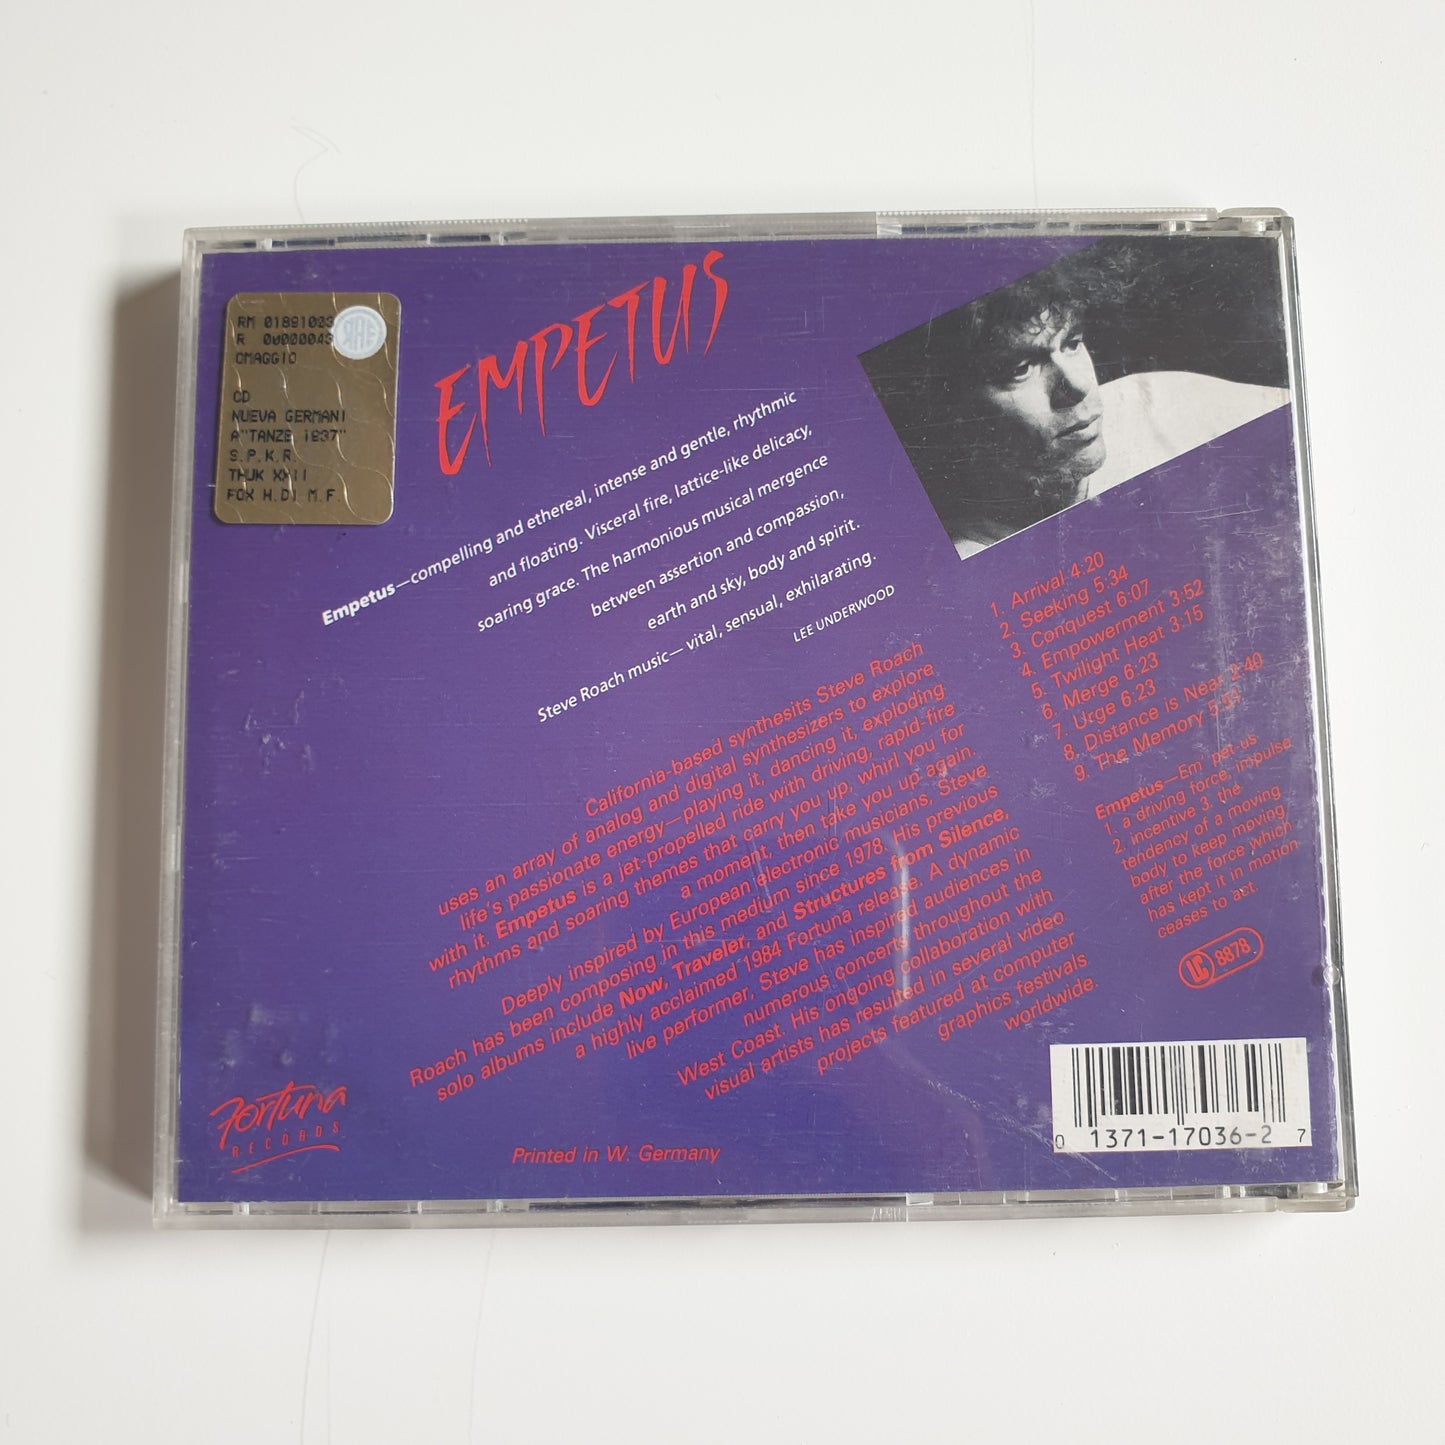 RM 01891003
R 00000043
OMAGGIO
CD
NUEVA GERMANI
A"TANZE 1937"
S.P.K.R.
THUK XXII
FOX H.DI M.F.
EMPETUS
Empetus—compelling and ethereal, intense and gentle, rhythmic
and floating. Visceral fire, lattice-like delicacy,
soaring grace. The harmonious musical mergence
between assertion and compassion,
earth and sky, body and spirit.
Steve Roach music— vital, sensual, exhilarating.
LEE UNDERWOOD
California-based synthesits Steve Roach
uses an array of analog and digital synthesizers to explore
life's passionate energy—playing it, dancing it, exploding
with it. Empetus is a jet-propelled ride with driving, rapid-fire
rhythms and soaring themes that carry you up, whirl you for
a moment, then take you up again.
Deeply inspired by European electronic musicians, Steve
Roach has been composing in this medium since 1978. His previous
solo albums include Now, Traveler, and Structures from Silence,
a highly acclaimed 1984 Fortuna release. A dynamic
live performer, Steve has inspired audiences in
numerous concerts throughout the
West Coast. His ongoing collaboration with
visual artists has resulted in several video
projects featured at computer
graphics festivals
worldwide.
1. Arrival 4:20
2. Seeking 5:34
3. Conquest 6:07
4. Empowerment 3:52
5. Twilight Heat 3:15
6. Merge 6:23
7. Urge 6:23
8. Distance is Near 2:40
9. The Memory
Empetus—Em' pet-us
1. a driving force; impulse
2. incentive 3. the
tendency of a moving
body to keep moving
after the force which
has kept it in motion
ceases to act.
LC 8878
Fortuna
RECORDS
Printed in W. Germany
0 1371-17036-2 7